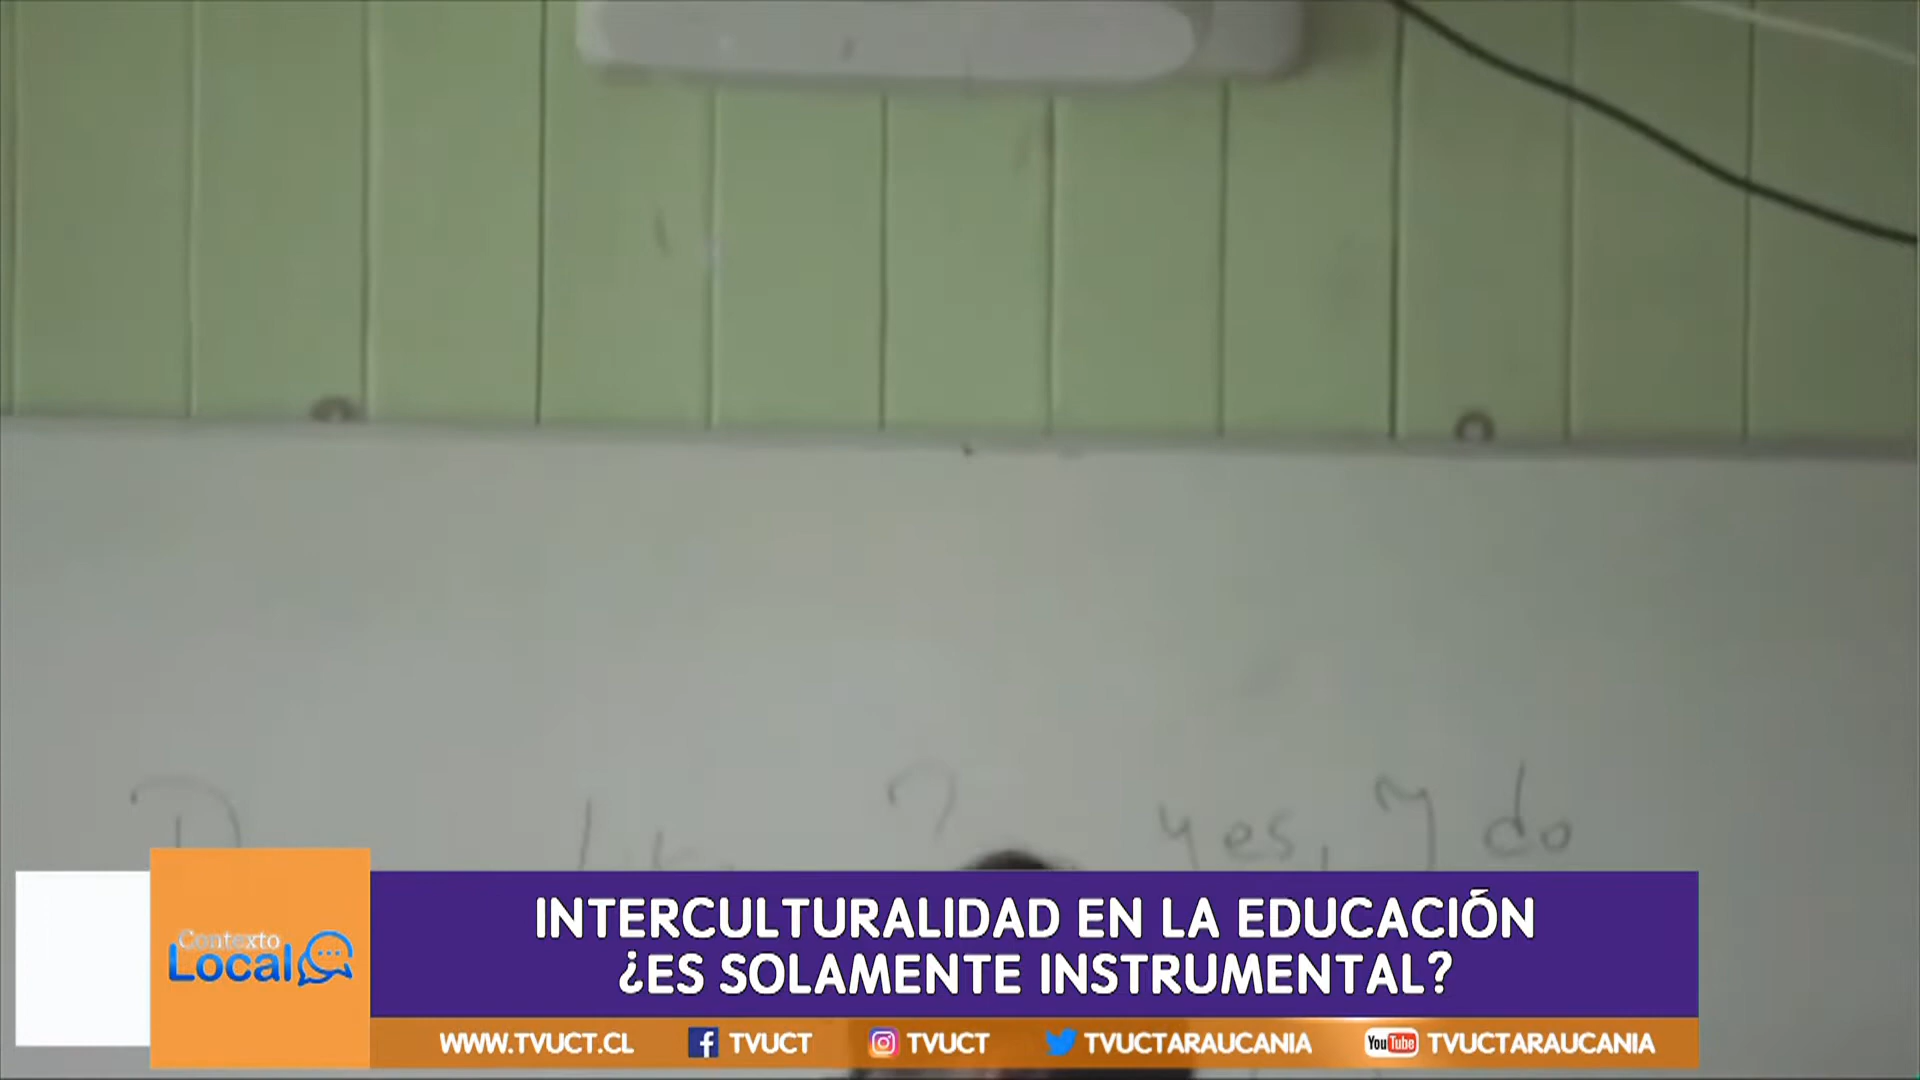 ? yes, I do
Contexto
Local
INTERCULTURALIDAD EN LA EDUCACIÓN
¿ES SOLAMENTE INSTRUMENTAL?
WWW.TVUCT.CL TVUCT TVUCT TVUCTARAUCANIA YouTube TVUCTARAUCANIA